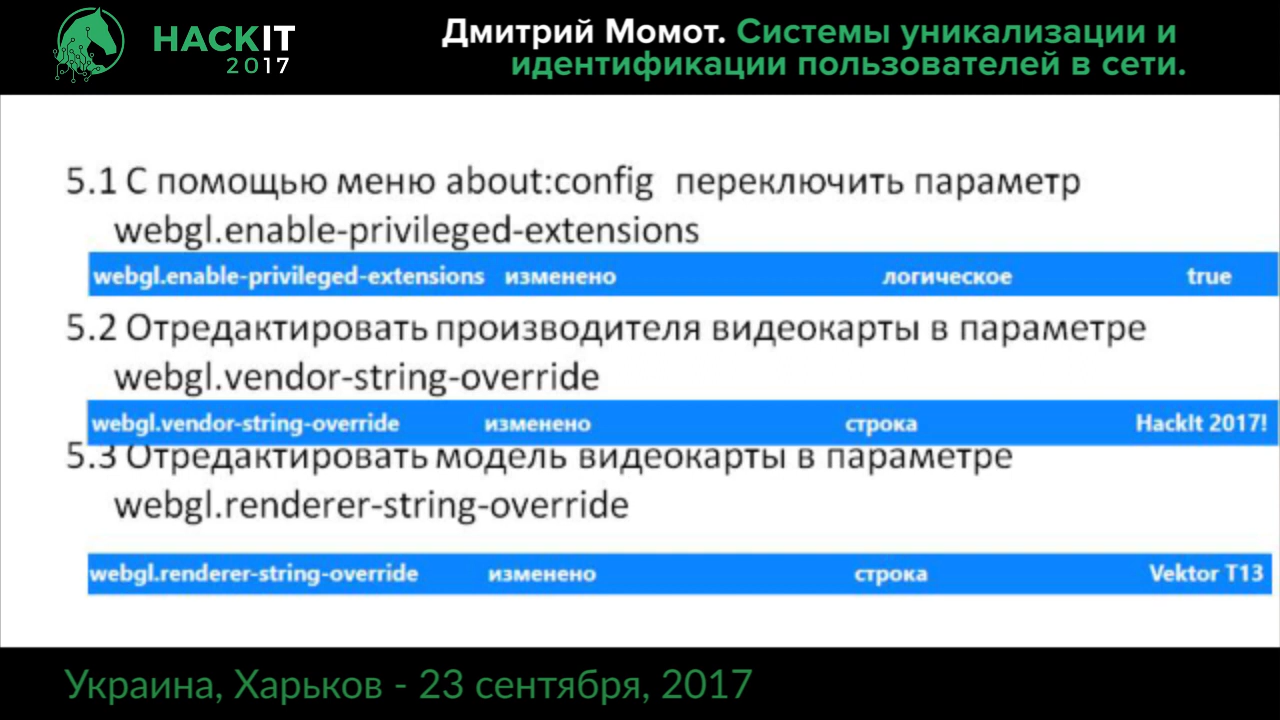 HACKIT
2017
Дмитрий Момот. Системы уникализации и
идентификации пользователей в сети.
5.1 С помощью меню about:config переключить параметр
webgl.enable-privileged-extensions
webgl.enable-privileged-extensions изменено логическое true
5.2 Отредактировать производителя видеокарты в параметре
webgl.vendor-string-override
webgl.vendor-string-override изменено строка HackIt 2017!
5.3 Отредактировать модель видеокарты в параметре
webgl.renderer-string-override
webgl.renderer-string-override изменено строка Vektor T13
Украина, Харьков - 23 сентября, 2017